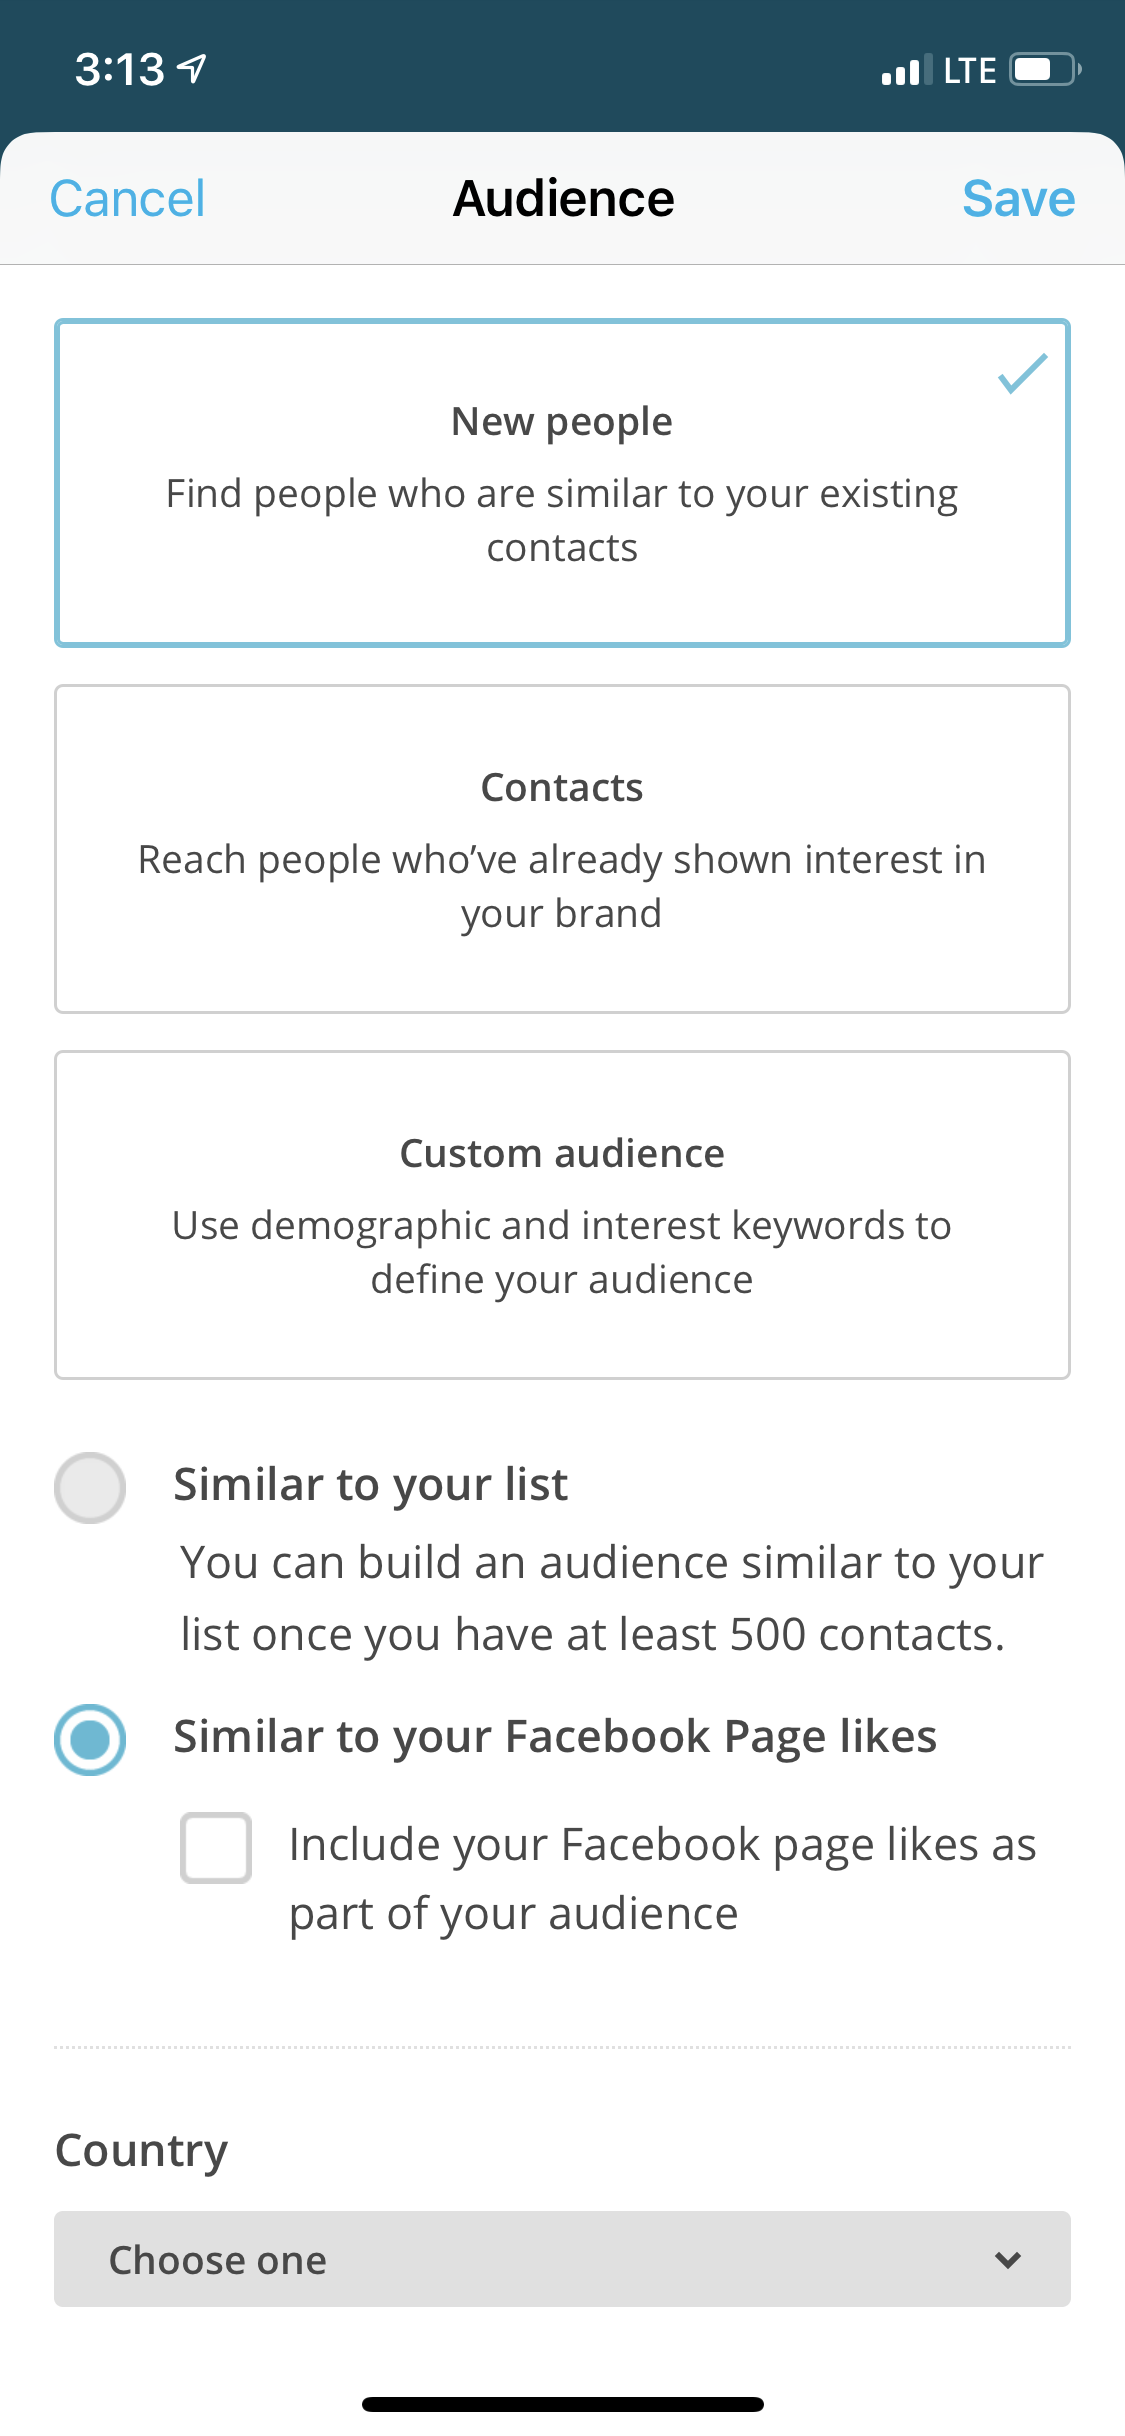 3:13
LTE
Cancel
Audience
Save
New people
Find people who are similar to your existing
contacts
Contacts
Reach people who’ve already shown interest in
your brand
Custom audience
Use demographic and interest keywords to
define your audience
Similar to your list
You can build an audience similar to your
list once you have at least 500 contacts.
Similar to your Facebook Page likes
Include your Facebook page likes as
part of your audience
Country
Choose one